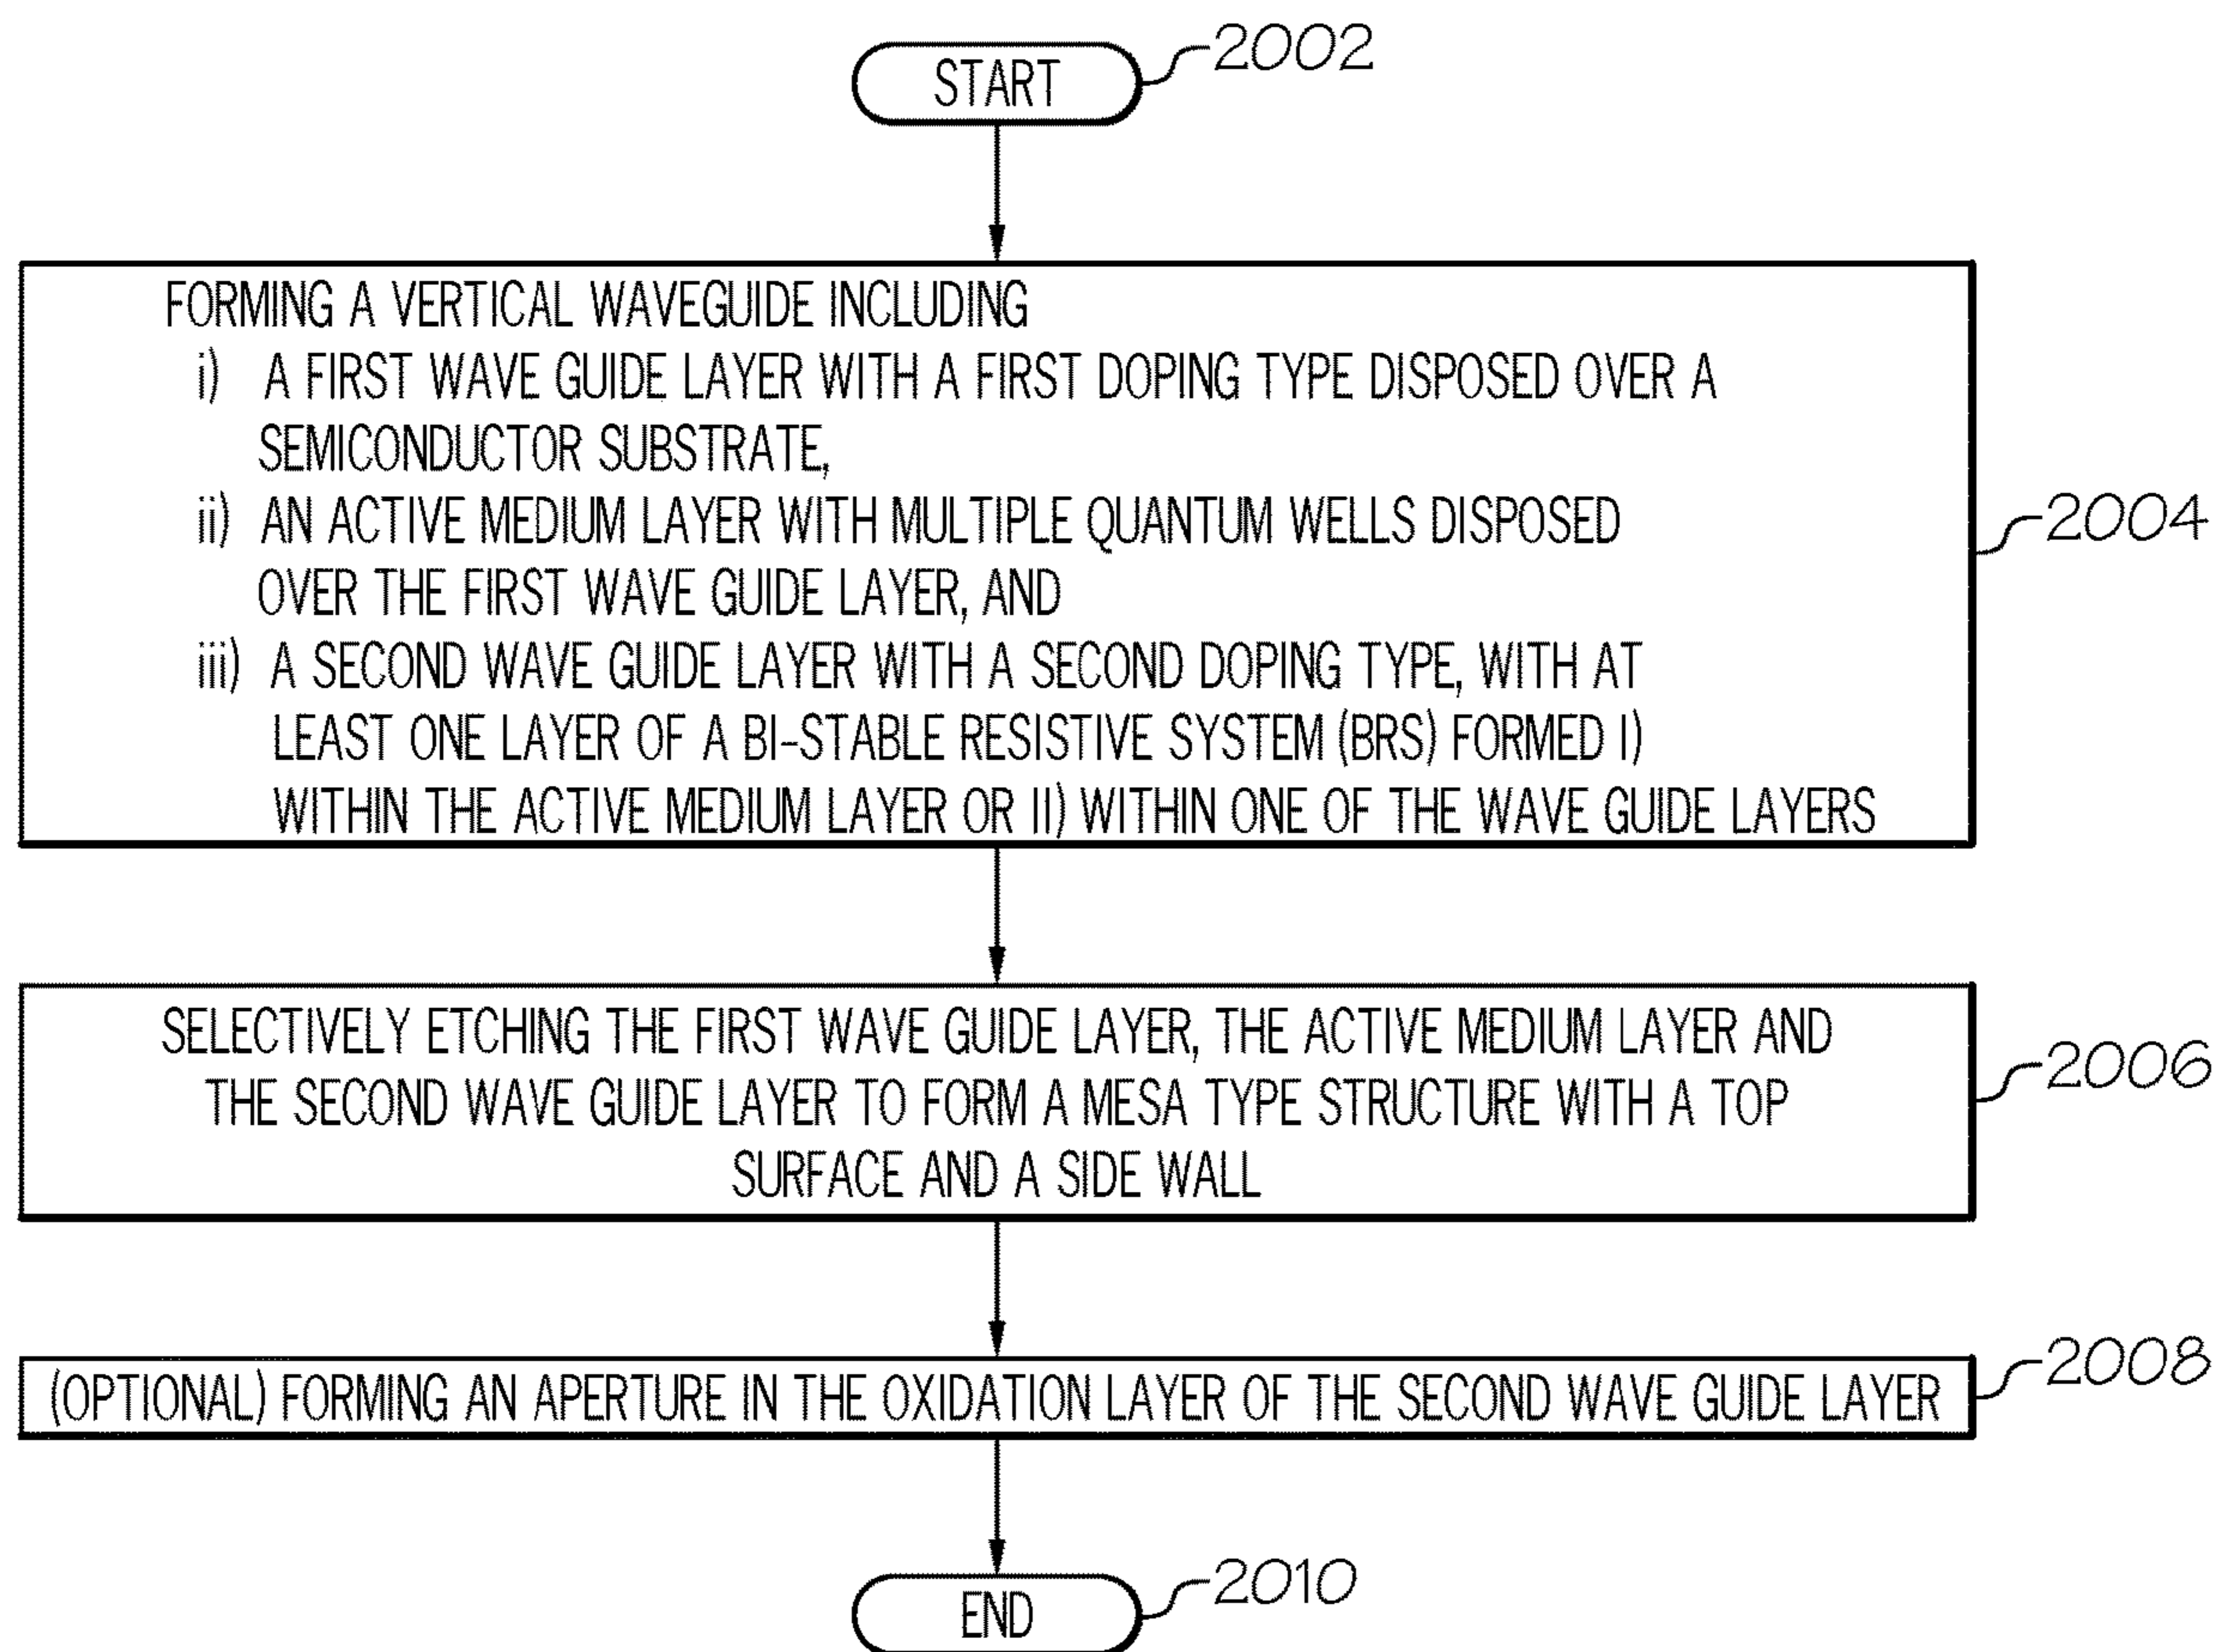 START
2002
FORMING A VERTICAL WAVEGUIDE INCLUDING
i) A FIRST WAVE GUIDE LAYER WITH A FIRST DOPING TYPE DISPOSED OVER A
SEMICONDUCTOR SUBSTRATE,
ii) AN ACTIVE MEDIUM LAYER WITH MULTIPLE QUANTUM WELLS DISPOSED
OVER THE FIRST WAVE GUIDE LAYER, AND
iii) A SECOND WAVE GUIDE LAYER WITH A SECOND DOPING TYPE, WITH AT
LEAST ONE LAYER OF A BI-STABLE RESISTIVE SYSTEM (BRS) FORMED I)
WITHIN THE ACTIVE MEDIUM LAYER OR II) WITHIN ONE OF THE WAVE GUIDE LAYERS
2004
SELECTIVELY ETCHING THE FIRST WAVE GUIDE LAYER, THE ACTIVE MEDIUM LAYER AND
THE SECOND WAVE GUIDE LAYER TO FORM A MESA TYPE STRUCTURE WITH A TOP
SURFACE AND A SIDE WALL
2006
(OPTIONAL) FORMING AN APERTURE IN THE OXIDATION LAYER OF THE SECOND WAVE GUIDE LAYER
2008
END
2010